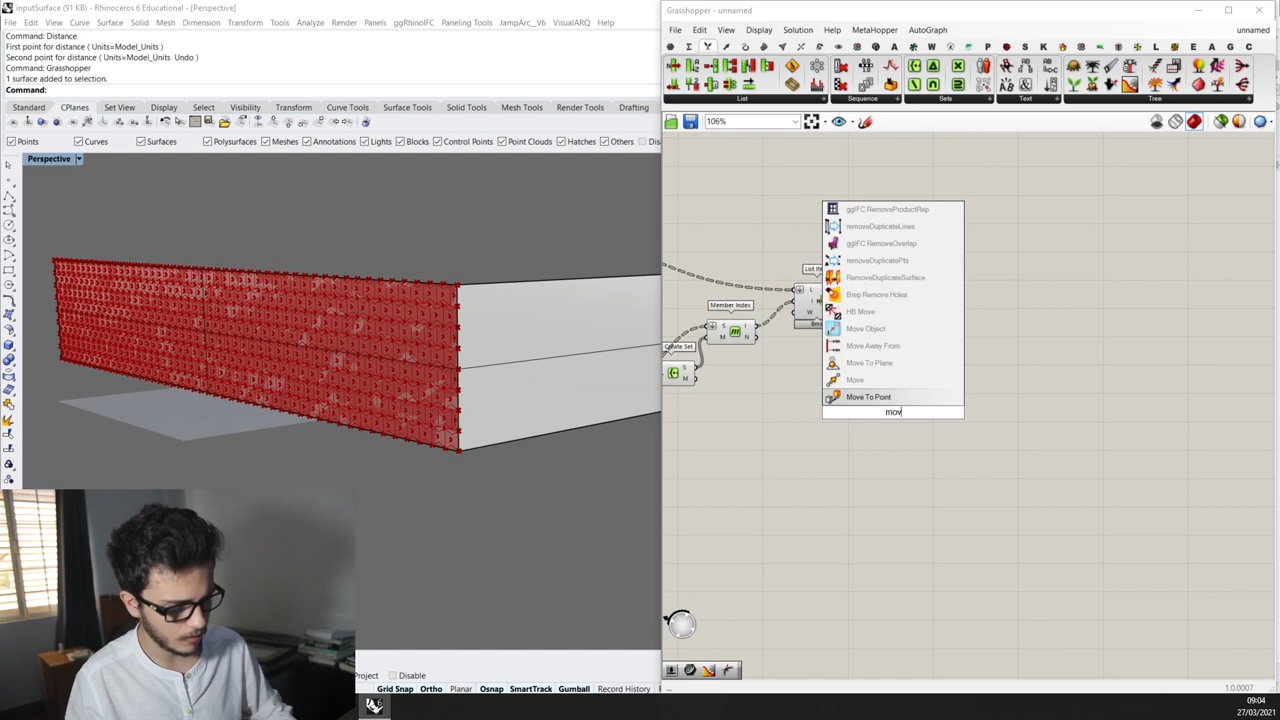 inputSurface (91 KB) - Rhinoceros 6 Educational - [Perspective]
File Edit View Curve Surface Solid Mesh Dimension Transform Tools Analyze Render Panels ggRhinoIFC Paneling Tools JampArc_V6 VisualARQ Help
Command: Distance
First point for distance ( Units=Model_Units )
Second point for distance ( Units=Model_Units Undo )
Command: Grasshopper
1 surface added to selection.
Command:
Standard CPlanes Set View Display Select Visibility Transform Curve Tools Surface Tools Solid Tools Mesh Tools Render Tools Drafting
Points Curves Surfaces Polysurfaces Meshes Annotations Lights Blocks Control Points Point Clouds Hatches Others
Perspective
Project Disable
Grid Snap Ortho Planar Osnap SmartTrack Gumball Record History
Grasshopper - unnamed
File Edit View Display Solution Help MetaHopper AutoGraph unnamed
List Sequence Sets Text Tree
106%
ggIFC RemoveProductRep
removeDuplicateLines
ggIFC RemoveOverlap
removeDuplicatePts
RemoveDuplicateSurface
Brep Remove Holes
HB Move
Move Object
Move Away From
Move To Plane
Move
Move To Point
mov
Member Index
S I
M N
Create Set
S
M
L
I
W
1.0.0007
09:04
27/03/2021